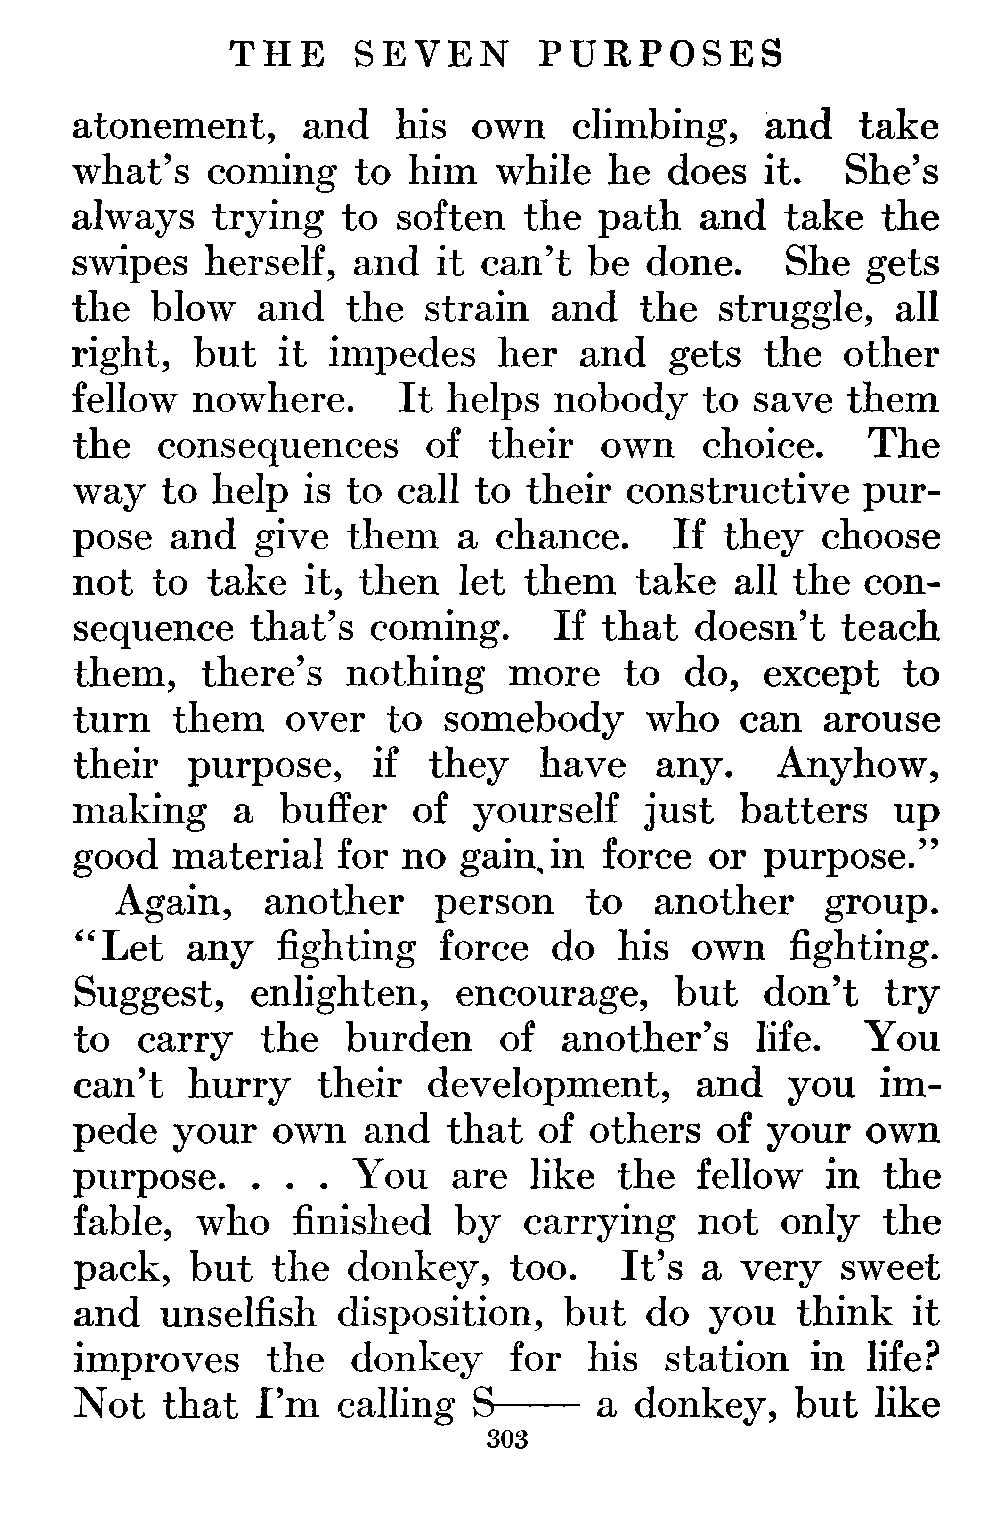 THE SEVEN PURPOSES
atonement, and his own climbing, and take
what's coming to him while he does it. She's
always trying to soften the path and take the
swipes herself, and it can't be done. She gets
the blow and the strain and the struggle, all
right, but it impedes her and gets the other
fellow nowhere. It helps nobody to save them
the consequences of their own choice. The
way to help is to call to their constructive pur-
pose and give them a chance. If they choose
not to take it, then let them take all the con-
sequence that's coming. If that doesn't teach
them, there's nothing more to do, except to
turn them over to somebody who can arouse
their purpose, if they have any. Anyhow,
making a buffer of yourself just batters up
good material for no gain in force or purpose."
Again, another person to another group.
"Let any fighting force do his own fighting.
Suggest, enlighten, encourage, but don't try
to carry the burden of another's life. You
can't hurry their development, and you im-
pede your own and that of others of your own
purpose. . . . You are like the fellow in the
fable, who finished by carrying not only the
pack, but the donkey, too. It's a very sweet
and unselfish disposition, but do you think it
improves the donkey for his station in life?
Not that I'm calling S—— a donkey, but like
303